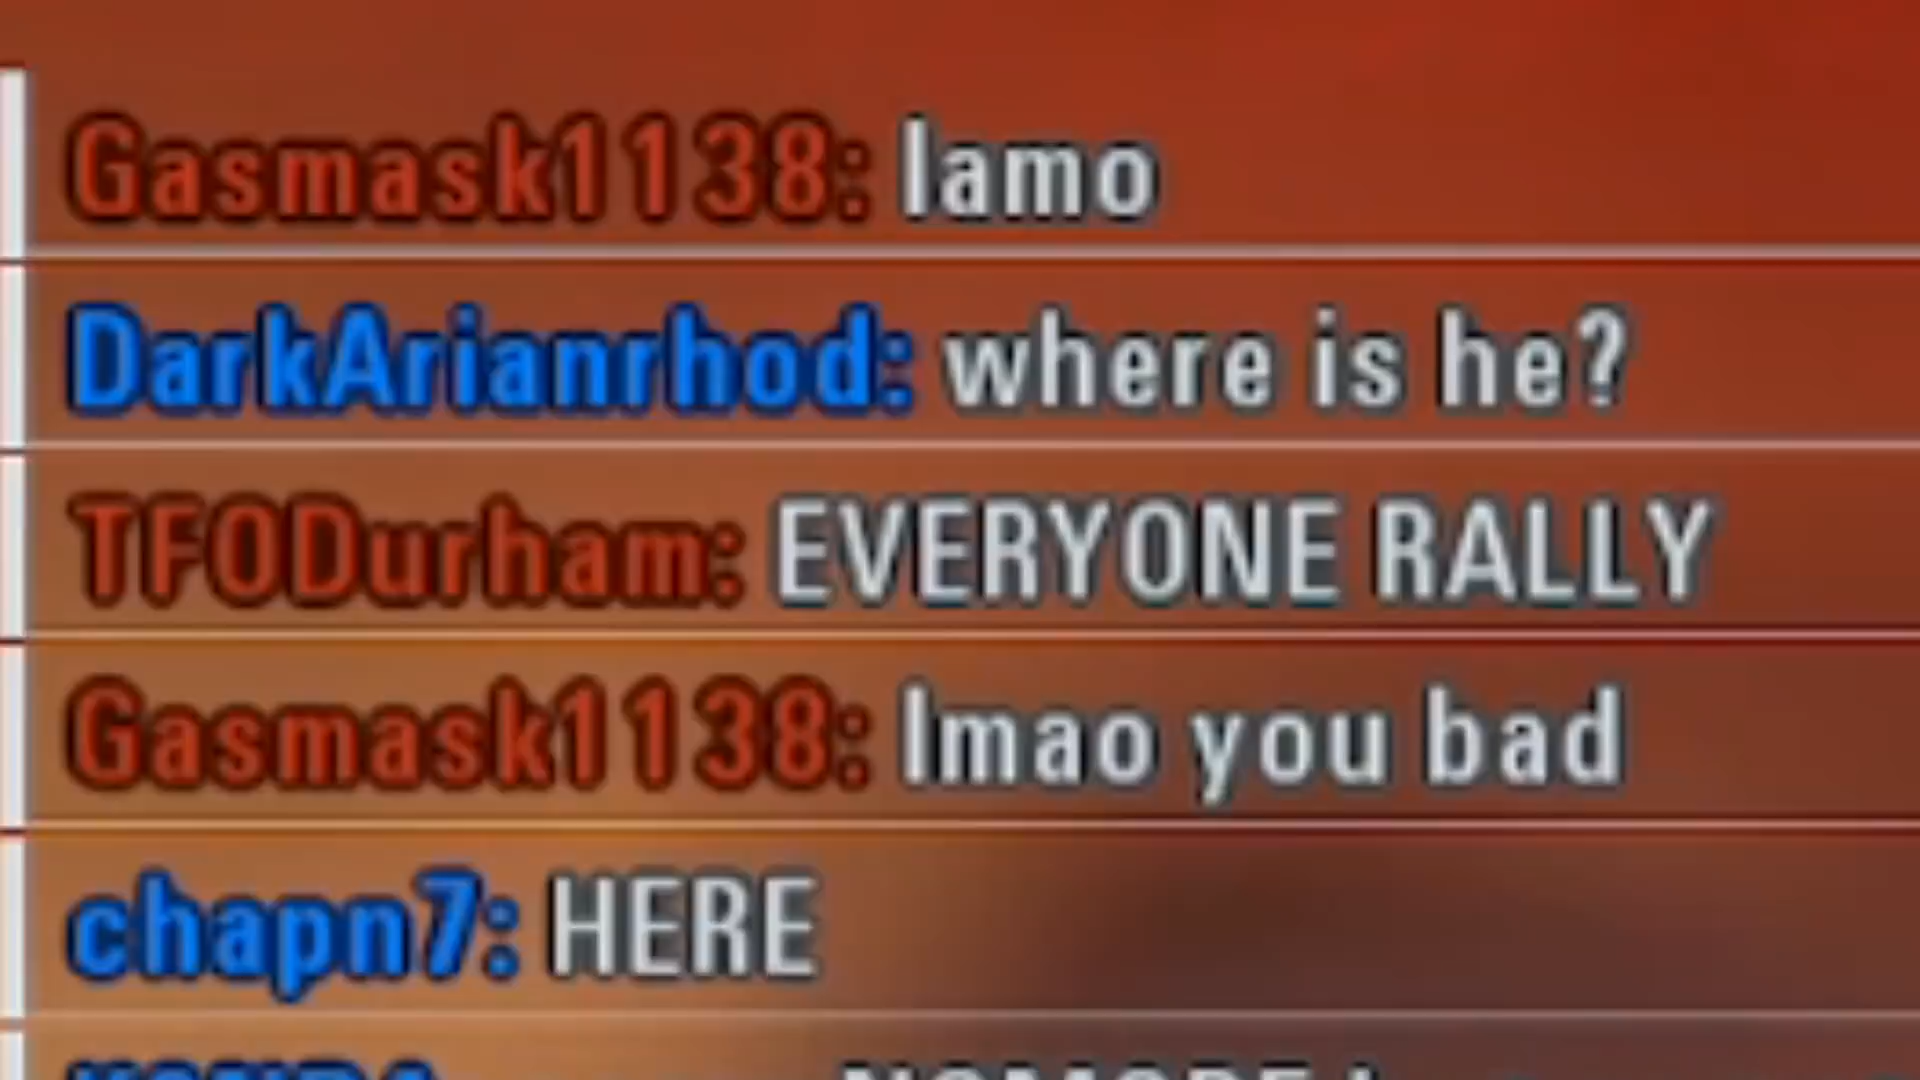 Gasmask1138: lamo
DarkArianrhod: where is he?
TFODurham: EVERYONE RALLY
Gasmask1138: lmao you bad
chapn7: HERE